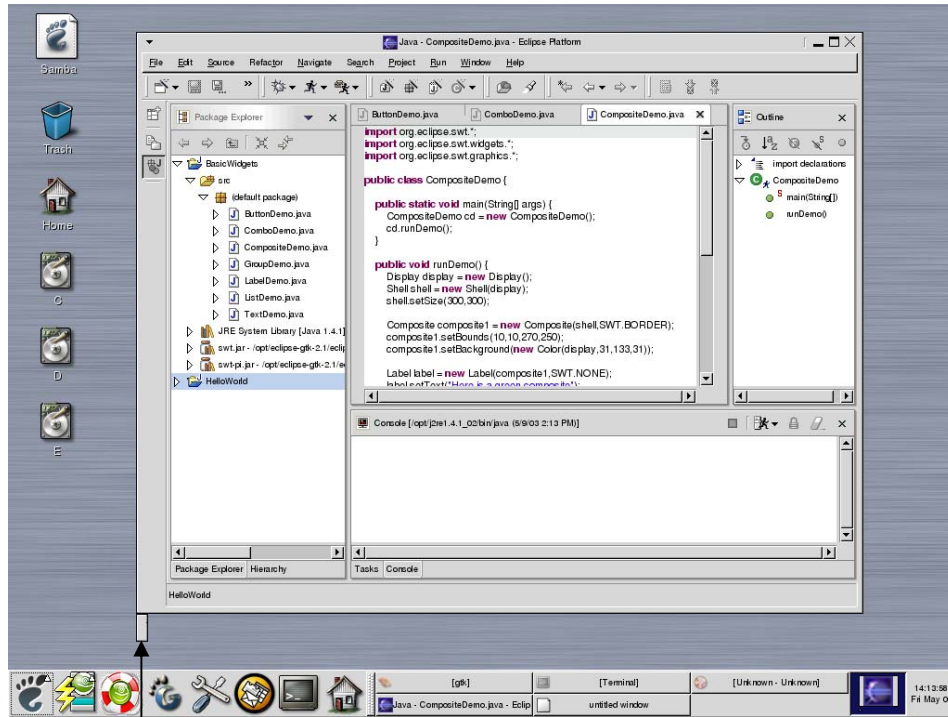 Samba
Trash
Home
C
D
E
Java - CompositeDemo.java - Eclipse Platform
File Edit Source Refactor Navigate Search Project Run Window Help
Package Explorer
BasicWidgets
src
(default package)
ButtonDemo.java
ComboDemo.java
CompositeDemo.java
GroupDemo.java
LabelDemo.java
ListDemo.java
TextDemo.java
JRE System Library [Java 1.4.1]
swt.jar - /opt/eclipse-gtk-2.1/eclip
swt-pi.jar - /opt/eclipse-gtk-2.1/e
HelloWorld
Package Explorer Hierarchy
ButtonDemo.java ComboDemo.java CompositeDemo.java
import org.eclipse.swt.*;
import org.eclipse.swt.widgets.*;
import org.eclipse.swt.graphics.*;
public class CompositeDemo {
public static void main(String[] args) {
CompositeDemo cd = new CompositeDemo();
cd.runDemo();
}
public void runDemo() {
Display display = new Display();
Shell shell = new Shell(display);
shell.setSize(300,300);
Composite composite1 = new Composite(shell,SWT.BORDER);
composite1.setBounds(10,10,270,250);
composite1.setBackground(new Color(display,31,133,31));
Label label = new Label(composite1,SWT.NONE);
label.setText("Here is a green composite");
Outline
import declarations
CompositeDemo
main(String[])
runDemo()
Console [/opt/j2re1.4.1_02/bin/java (5/9/03 2:13 PM)]
Tasks Console
HelloWorld
[gtk] [Terminal] [Unknown - Unknown]
Java - CompositeDemo.java - Eclip untitled window
14:13:58
Fri May 0